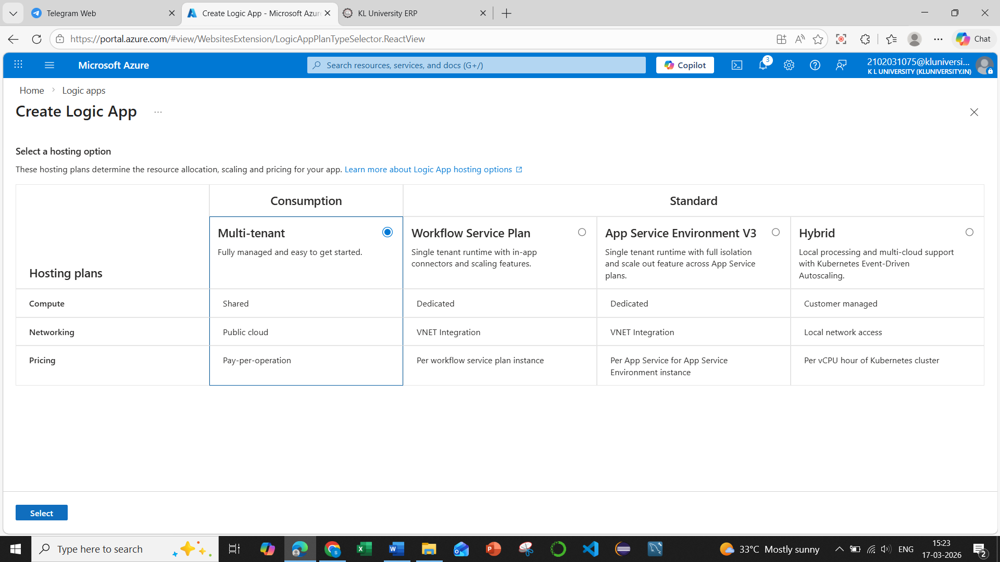 Telegram Web
Create Logic App - Microsoft Azure
KL University ERP
https://portal.azure.com/#view/WebsitesExtension/LogicAppPlanTypeSelector.ReactView
Chat
Microsoft Azure
Search resources, services, and docs (G+/)
Copilot
3
2102031075@kluniversi...
K L UNIVERSITY (KLUNIVERSITY.IN)
Home
Logic apps
Create Logic App
Select a hosting option
These hosting plans determine the resource allocation, scaling and pricing for your app. Learn more about Logic App hosting options
Consumption
Standard
Hosting plans
Multi-tenant
Fully managed and easy to get started.
Workflow Service Plan
Single tenant runtime with in-app
connectors and scaling features.
App Service Environment V3
Single tenant runtime with full isolation
and scale out feature across App Service
plans.
Hybrid
Local processing and multi-cloud support
with Kubernetes Event-Driven
Autoscaling.
Compute
Shared
Dedicated
Dedicated
Customer managed
Networking
Public cloud
VNET Integration
VNET Integration
Local network access
Pricing
Pay-per-operation
Per workflow service plan instance
Per App Service for App Service
Environment instance
Per vCPU hour of Kubernetes cluster
Select
Type here to search
33°C Mostly sunny
ENG
15:23
17-03-2026
2